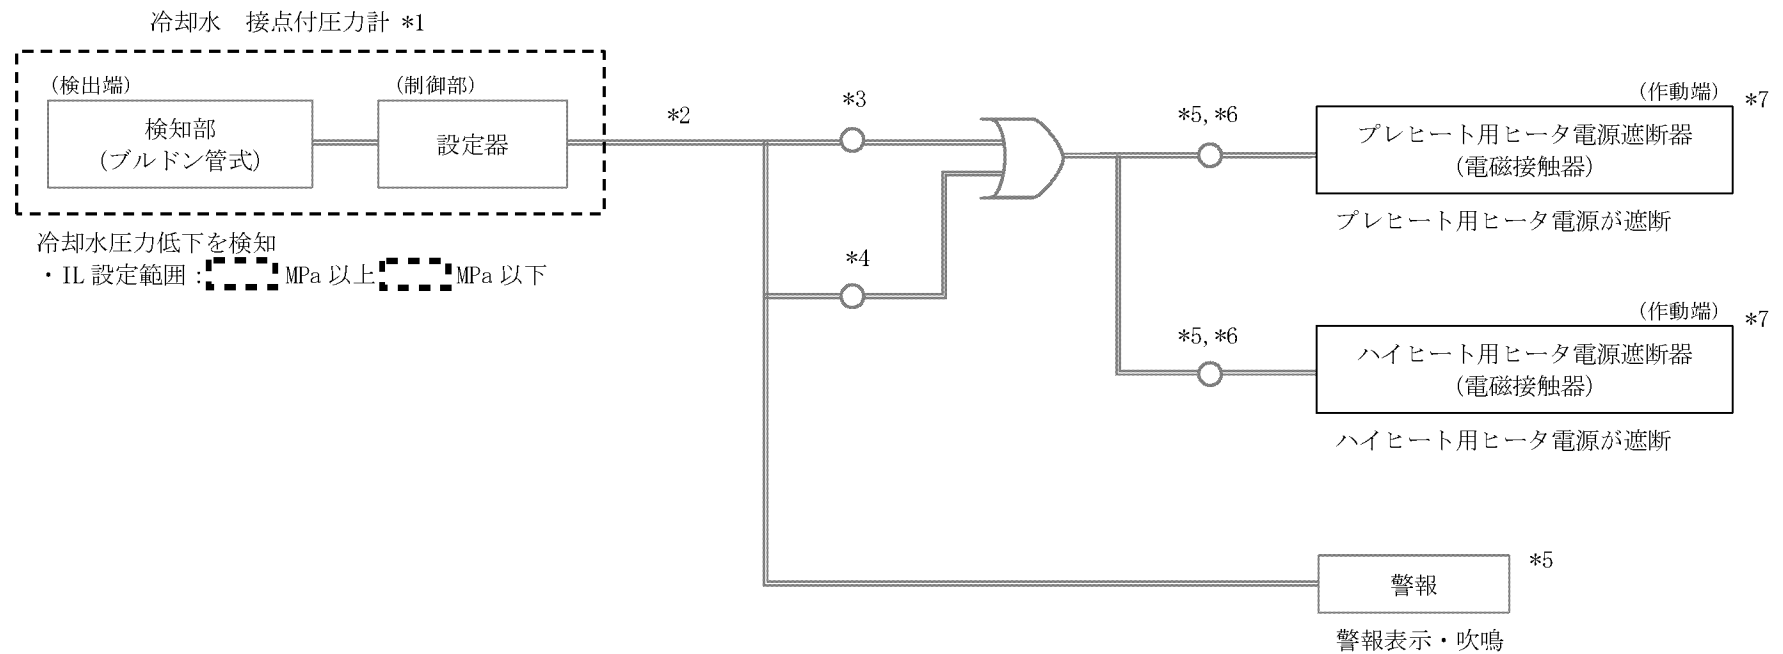 冷却水　接点付圧力計 *1
(検出端)
(制御部)
検知部
(ブルドン管式)
設定器
*2
冷却水圧力低下を検知
・IL 設定範囲：　MPa 以上　MPa 以下
*3
*4
*5, *6
(作動端)
*7
プレヒート用ヒータ電源遮断器
(電磁接触器)
プレヒート用ヒータ電源が遮断
*5, *6
(作動端)
*7
ハイヒート用ヒータ電源遮断器
(電磁接触器)
ハイヒート用ヒータ電源が遮断
*5
警報
警報表示・吹鳴